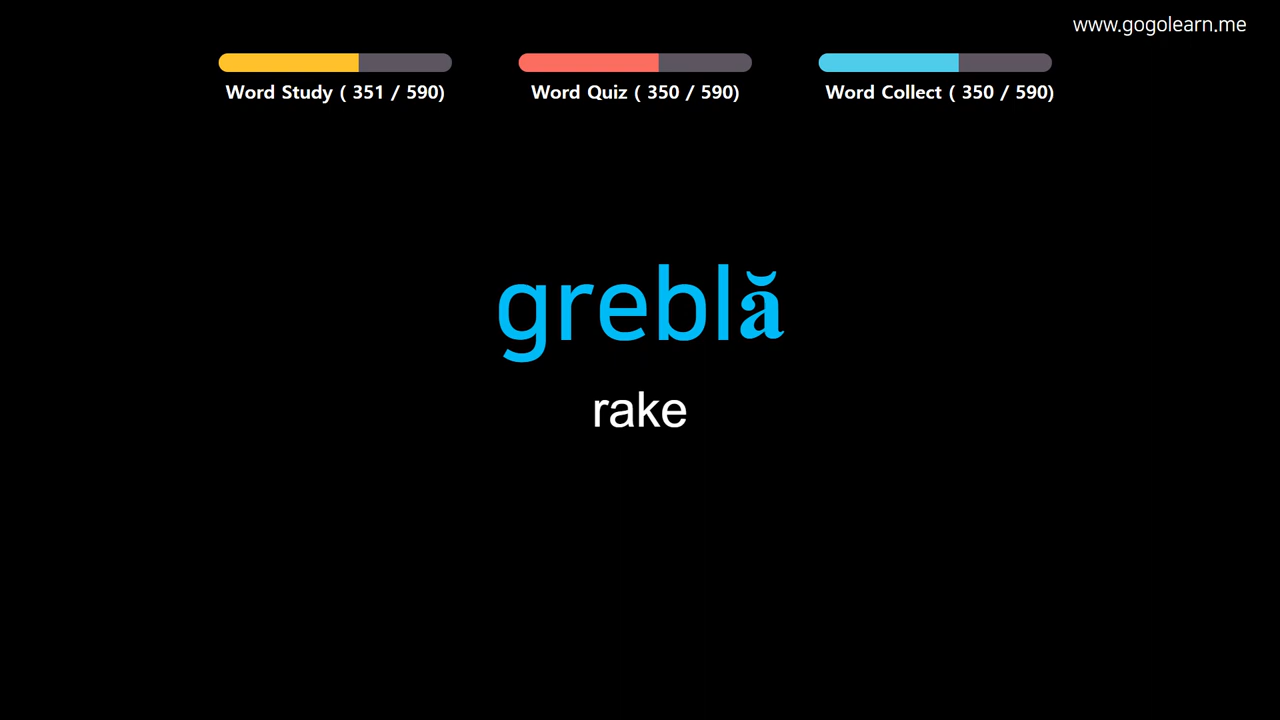 www.gogolearn.me
Word Study ( 351 / 590)
Word Quiz ( 350 / 590)
Word Collect ( 350 / 590)
greblă
rake